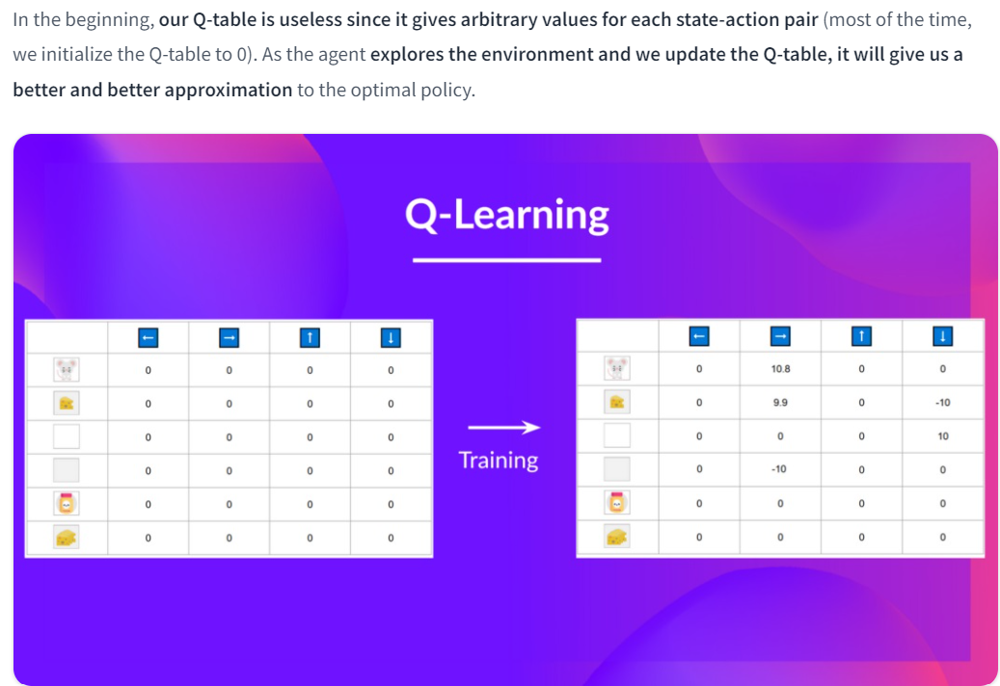 In the beginning, our Q-table is useless since it gives arbitrary values for each state-action pair (most of the time,
we initialize the Q-table to 0). As the agent explores the environment and we update the Q-table, it will give us a
better and better approximation to the optimal policy.
Q-Learning
← → ↑ ↓
0 0 0 0
0 0 0 0
0 0 0 0
0 0 0 0
0 0 0 0
0 0 0 0
Training
← → ↑ ↓
0 10.8 0 0
0 9.9 0 -10
0 0 0 10
0 -10 0 0
0 0 0 0
0 0 0 0